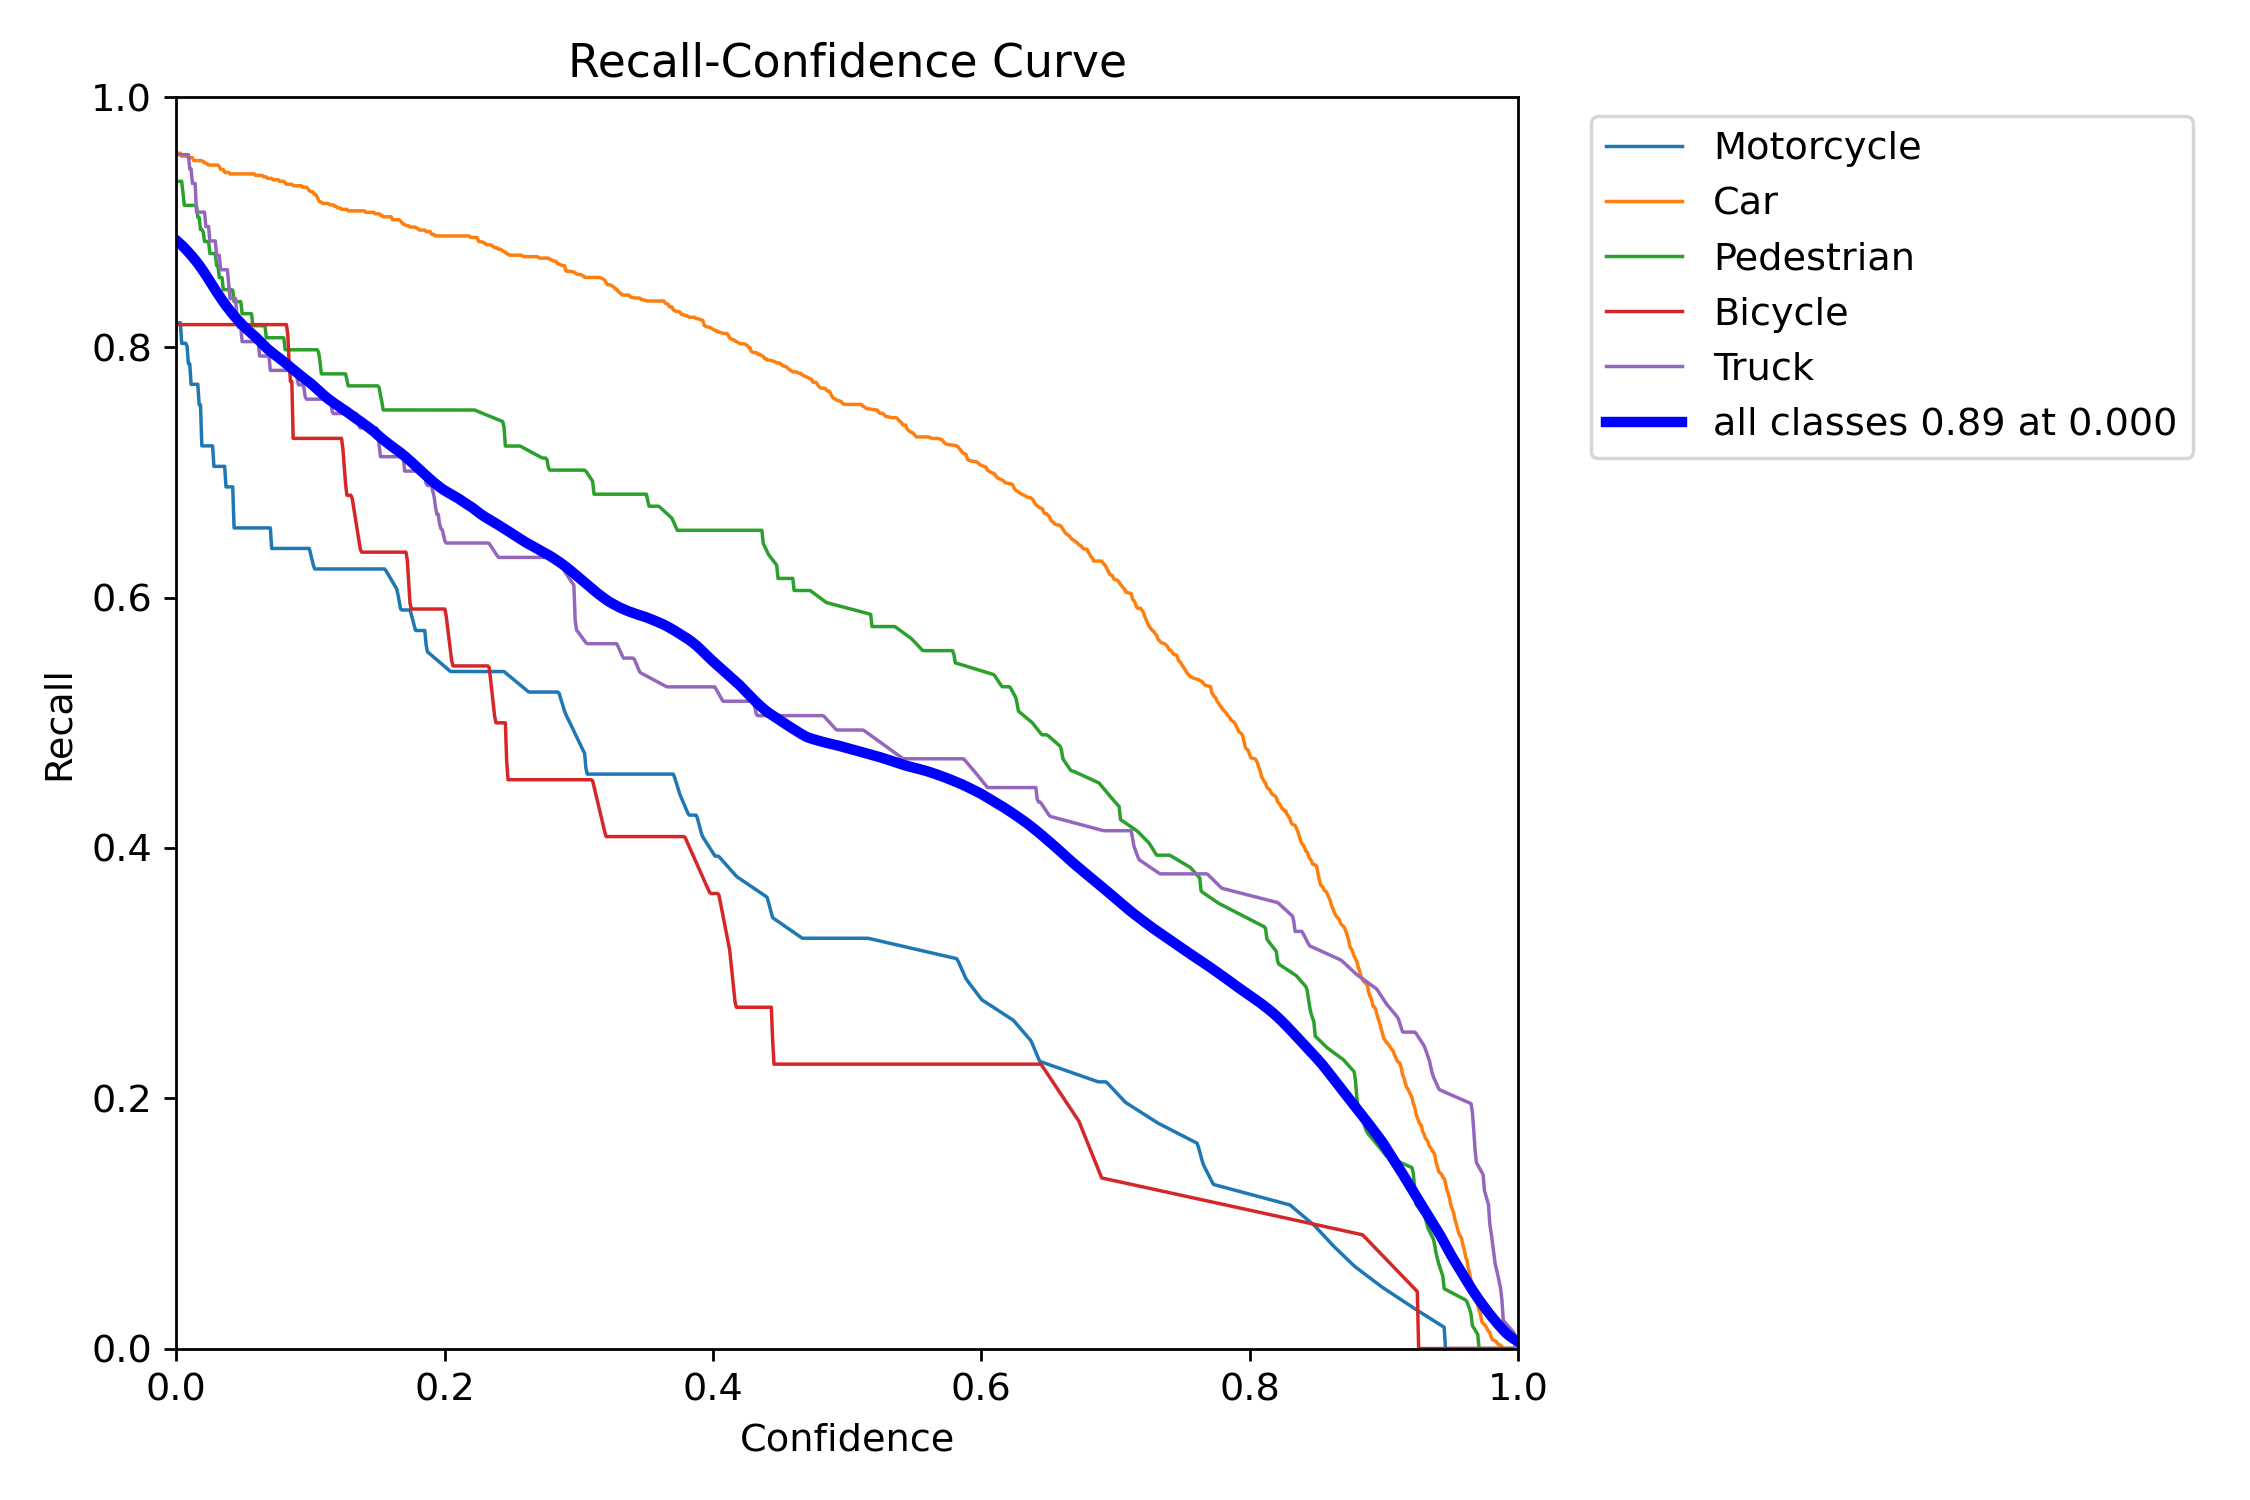 Recall-Confidence Curve
1.0
0.8
0.6
0.4
0.2
0.0
Recall
0.0 0.2 0.4 0.6 0.8 1.0
Confidence
Motorcycle
Car
Pedestrian
Bicycle
Truck
all classes 0.89 at 0.000